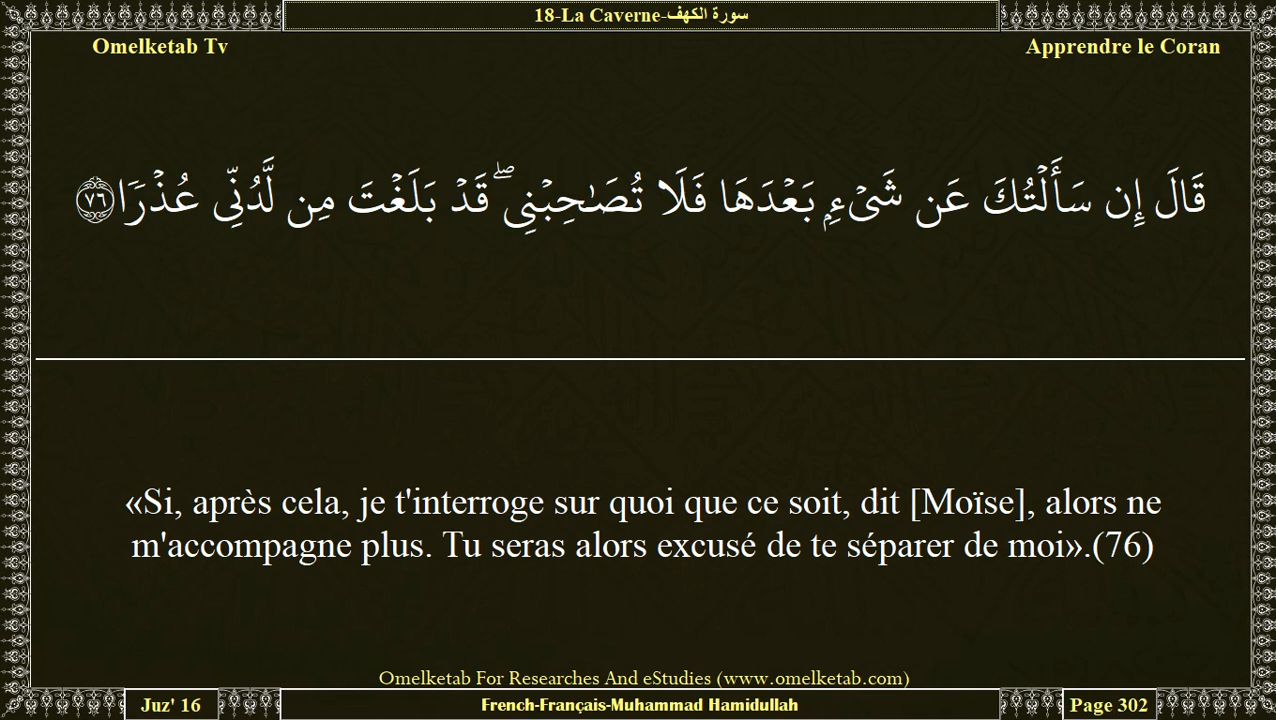 18-La Caverne-سورة الكهف
Omelketab Tv
Apprendre le Coran
قَالَ إِن سَأَلۡتُكَ عَن شَيۡءِۭ بَعۡدَهَا فَلَا تُصَٰحِبۡنِيۖ قَدۡ بَلَغۡتَ مِن لَّدُنِّي عُذۡرٗا ٧٦
«Si, après cela, je t'interroge sur quoi que ce soit, dit [Moïse], alors ne
m'accompagne plus. Tu seras alors excusé de te séparer de moi».(76)
Omelketab For Researches And eStudies (www.omelketab.com)
Juz' 16
French-Français-Muhammad Hamidullah
Page 302